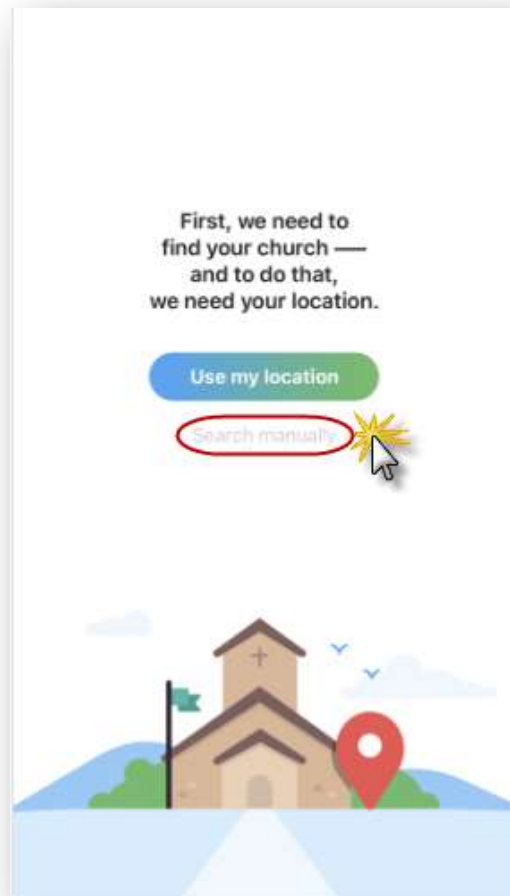 First, we need to
find your church —
and to do that,
we need your location.
Use my location
Search manually